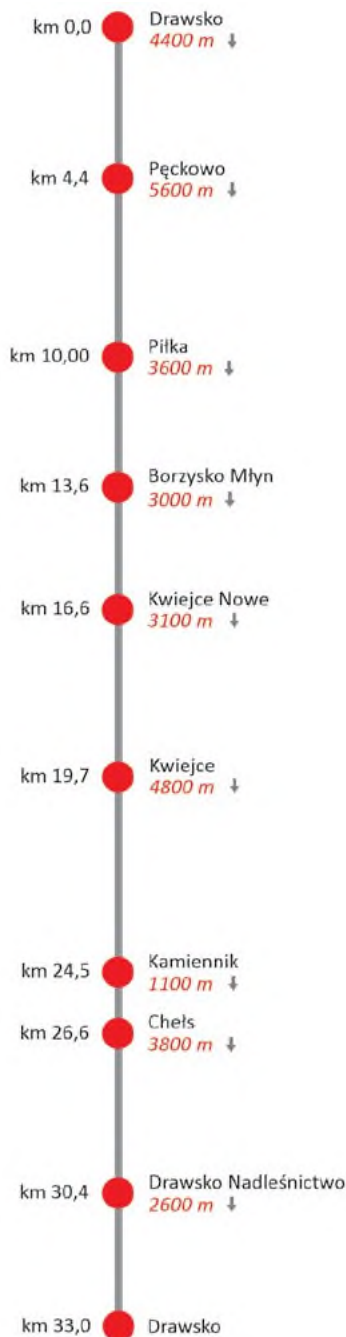 km 0,0 Drawsko
4400 m ↓
km 4,4 Pęckowo
5600 m ↓
km 10,00 Piłka
3600 m ↓
km 13,6 Borzysko Młyn
3000 m ↓
km 16,6 Kwiejce Nowe
3100 m ↓
km 19,7 Kwiejce
4800 m ↓
km 24,5 Kamiennik
1100 m ↓
km 26,6 Chełs
3800 m ↓
km 30,4 Drawsko Nadleśnictwo
2600 m ↓
km 33,0 Drawsko